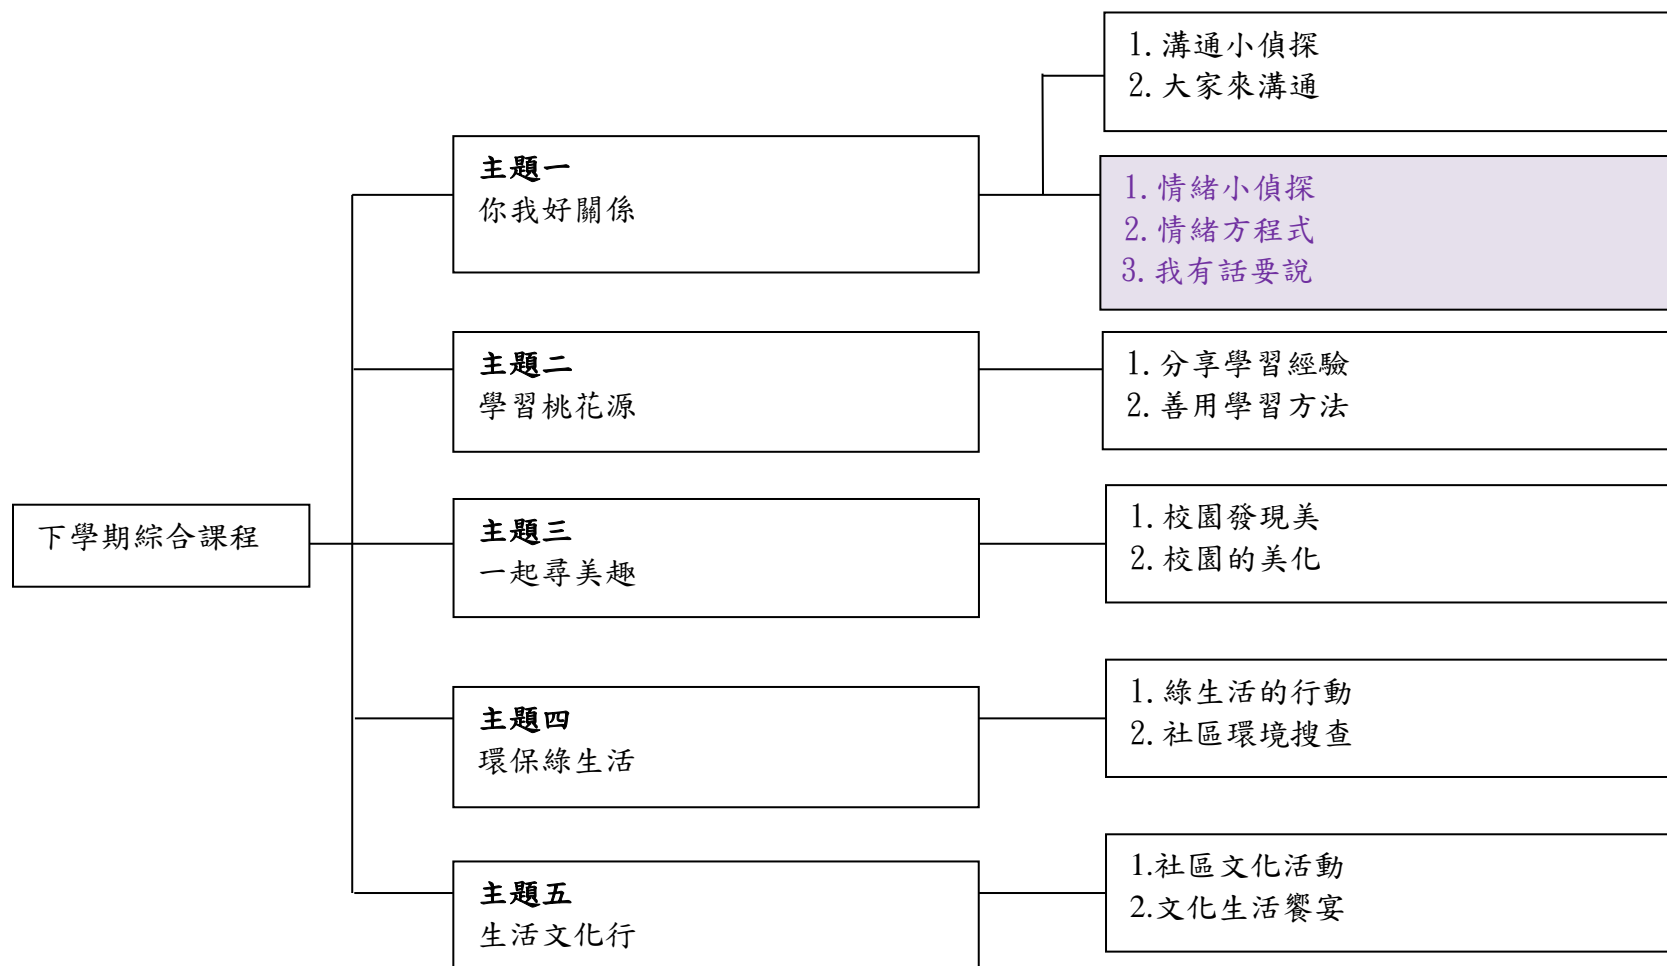 下學期綜合課程
主題一
你我好關係
1.溝通小偵探
2.大家來溝通
1.情緒小偵探
2.情緒方程式
3.我有話要說
主題二
學習桃花源
1.分享學習經驗
2.善用學習方法
主題三
一起尋美趣
1.校園發現美
2.校園的美化
主題四
環保綠生活
1.綠生活的行動
2.社區環境搜查
主題五
生活文化行
1.社區文化活動
2.文化生活饗宴